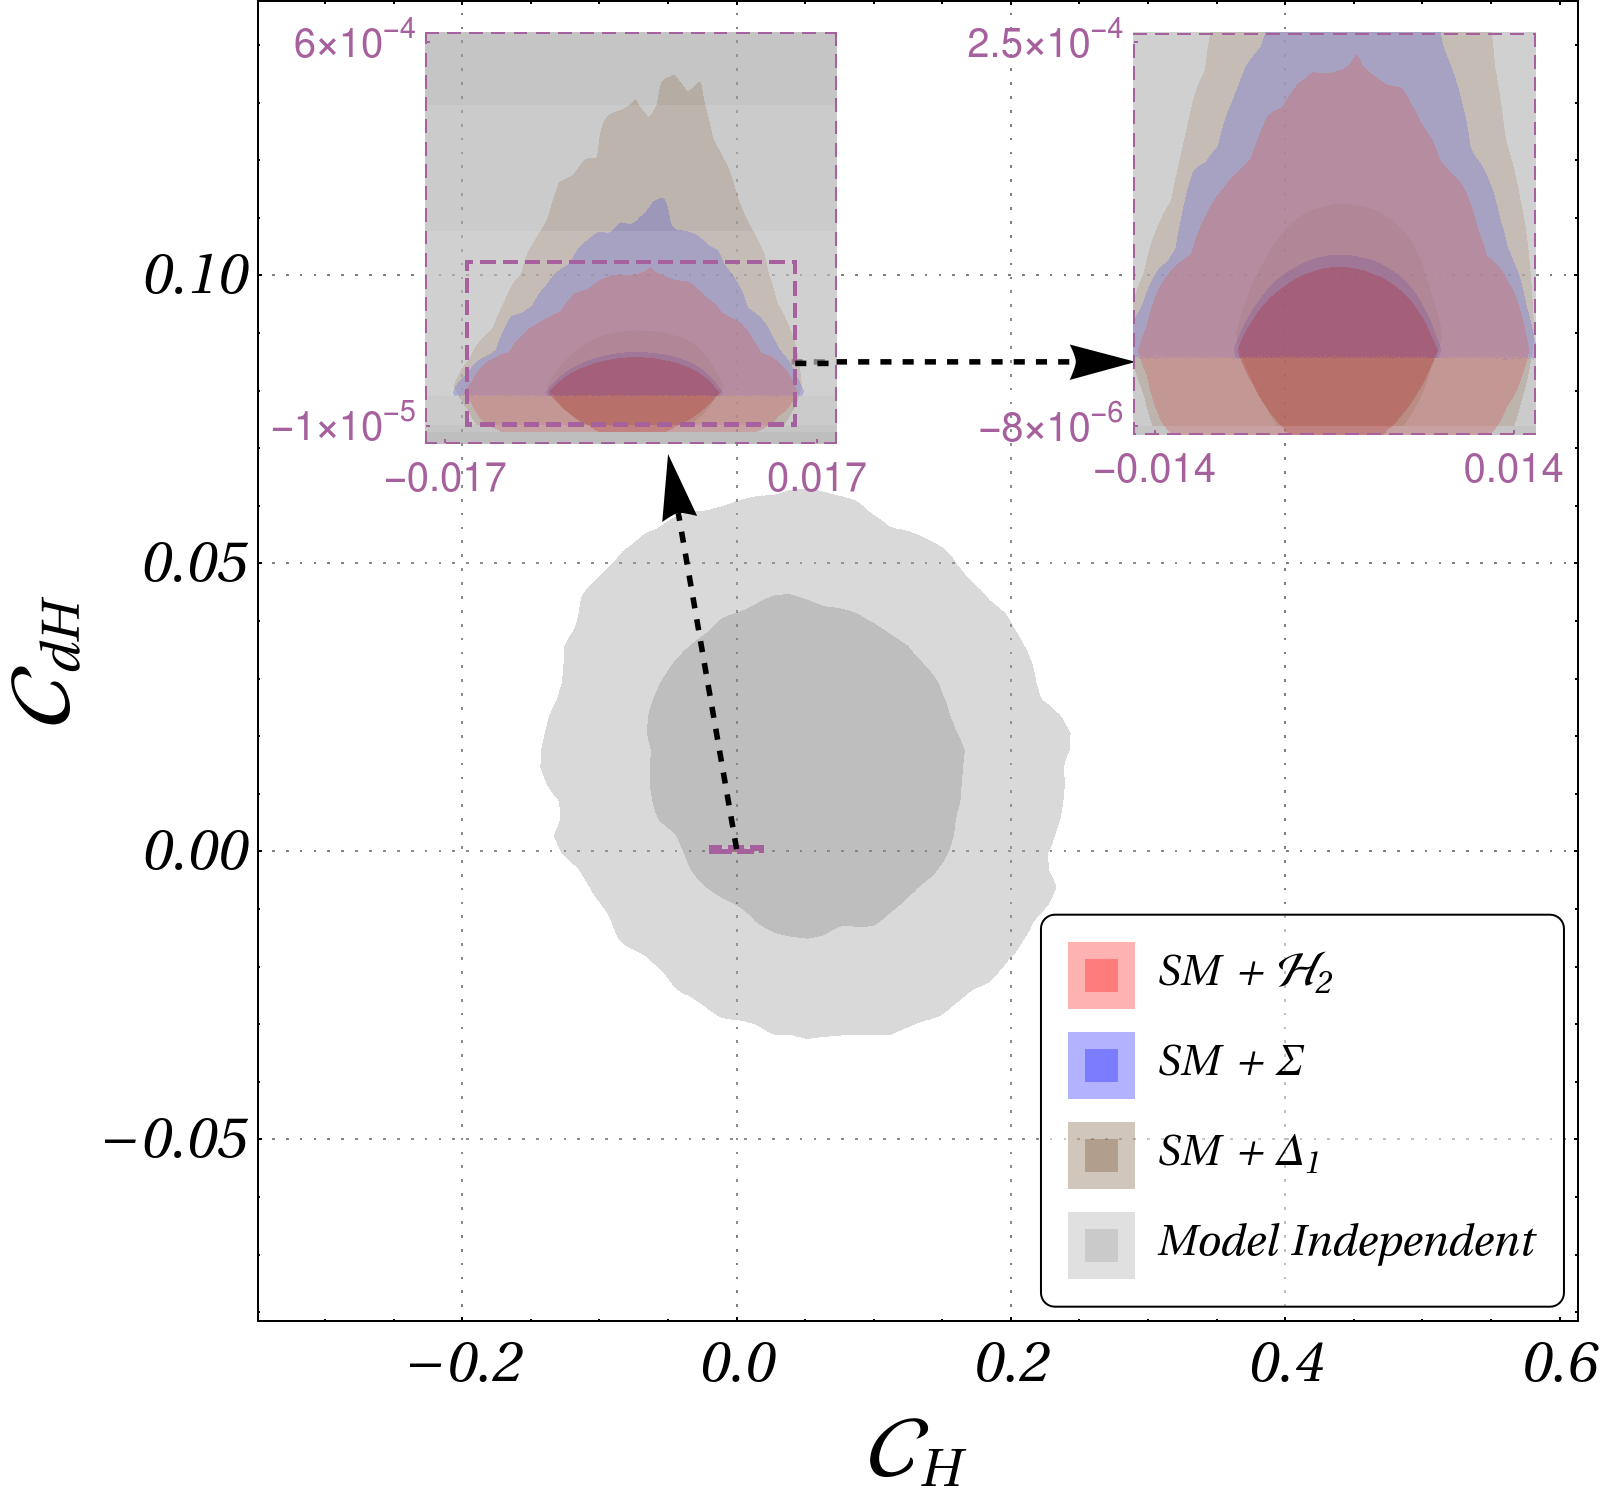 6×10⁻⁴
2.5×10⁻⁴
0.10
−1×10⁻⁵
−8×10⁻⁶
−0.017
0.017
−0.014
0.014
0.05
𝒞dH
0.00
−0.05
SM + ℋ₂
SM + Σ
SM + Δ₁
Model Independent
−0.2
0.0
0.2
0.4
0.6
𝒞H